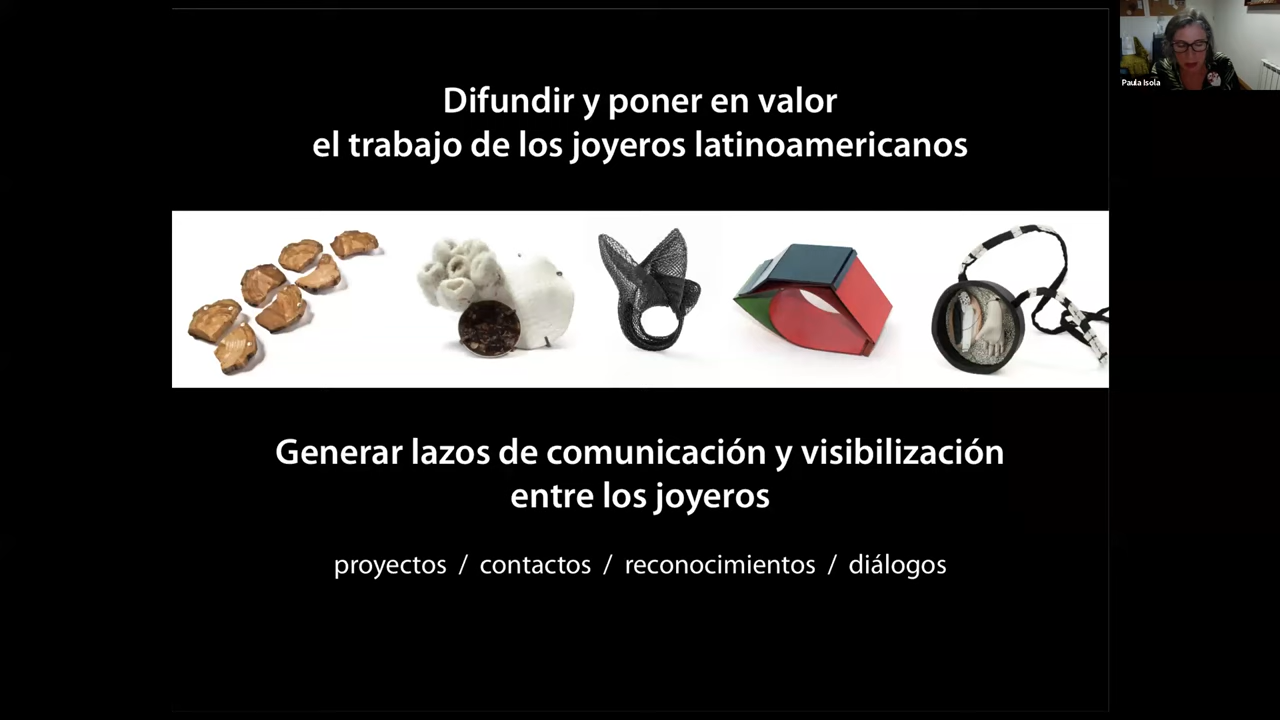 Difundir y poner en valor
el trabajo de los joyeros latinoamericanos
Generar lazos de comunicación y visibilización
entre los joyeros
proyectos / contactos / reconocimientos / diálogos
Paula Isola